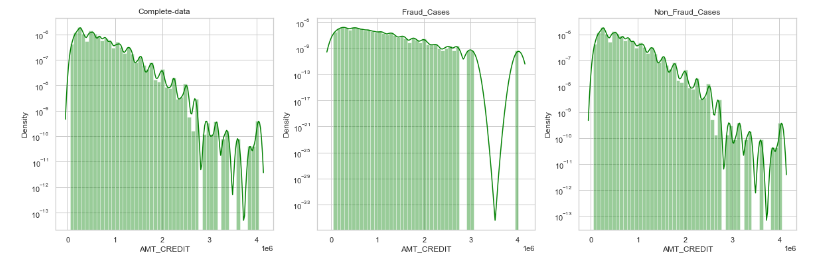 Complete-data
Density
10⁻⁶
10⁻⁷
10⁻⁸
10⁻⁹
10⁻¹⁰
10⁻¹¹
10⁻¹²
10⁻¹³
0 1 2 3 4
AMT_CREDIT
1e6
Fraud_Cases
Density
10⁻⁵
10⁻⁹
10⁻¹³
10⁻¹⁷
10⁻²¹
10⁻²⁵
10⁻²⁹
10⁻³³
0 1 2 3 4
AMT_CREDIT
1e6
Non_Fraud_Cases
Density
10⁻⁶
10⁻⁷
10⁻⁸
10⁻⁹
10⁻¹⁰
10⁻¹¹
10⁻¹²
10⁻¹³
0 1 2 3 4
AMT_CREDIT
1e6